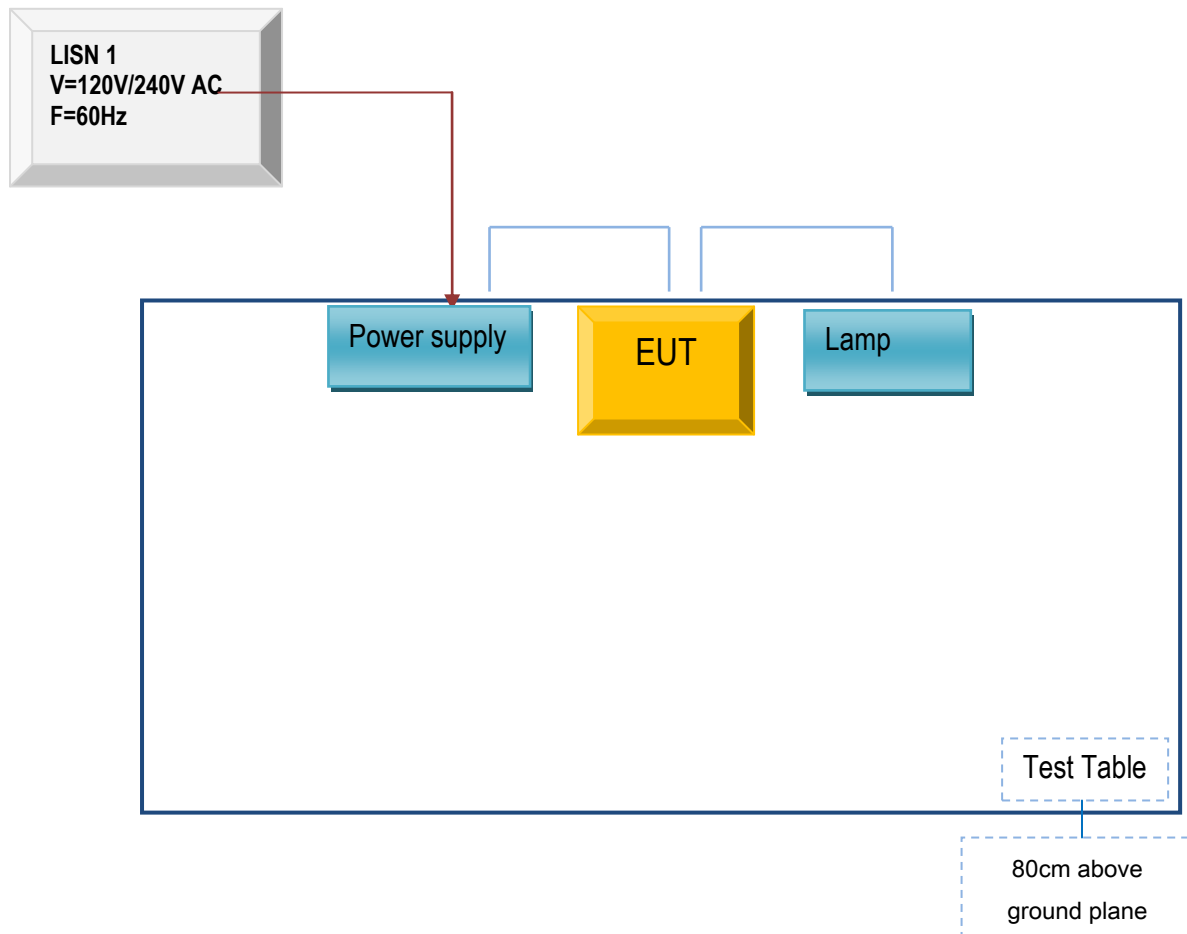 LISN 1
V=120V/240V AC
F=60Hz
Power supply
EUT
Lamp
Test Table
80cm above
ground plane